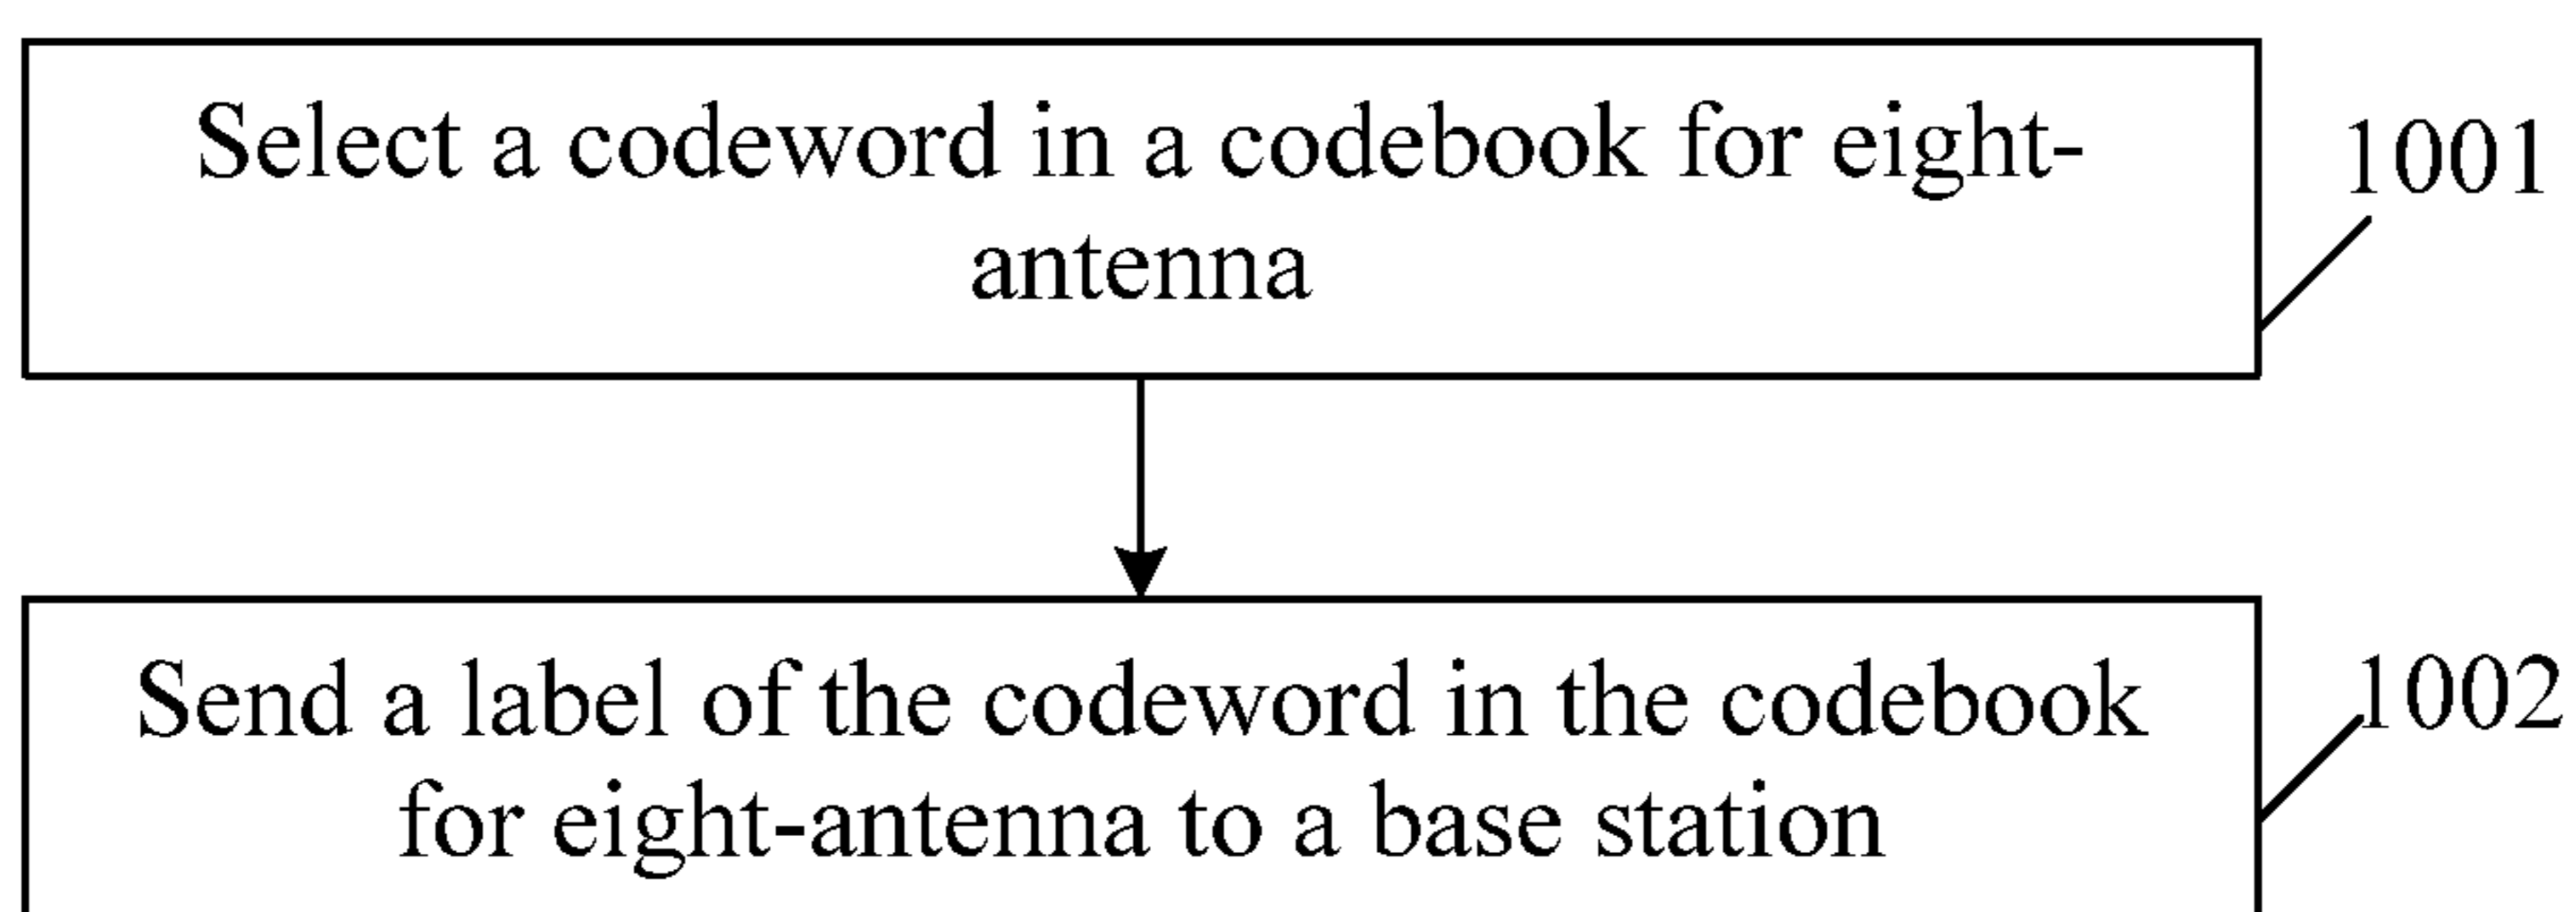 Select a codeword in a codebook for eight-
antenna
1001
Send a label of the codeword in the codebook
for eight-antenna to a base station
1002